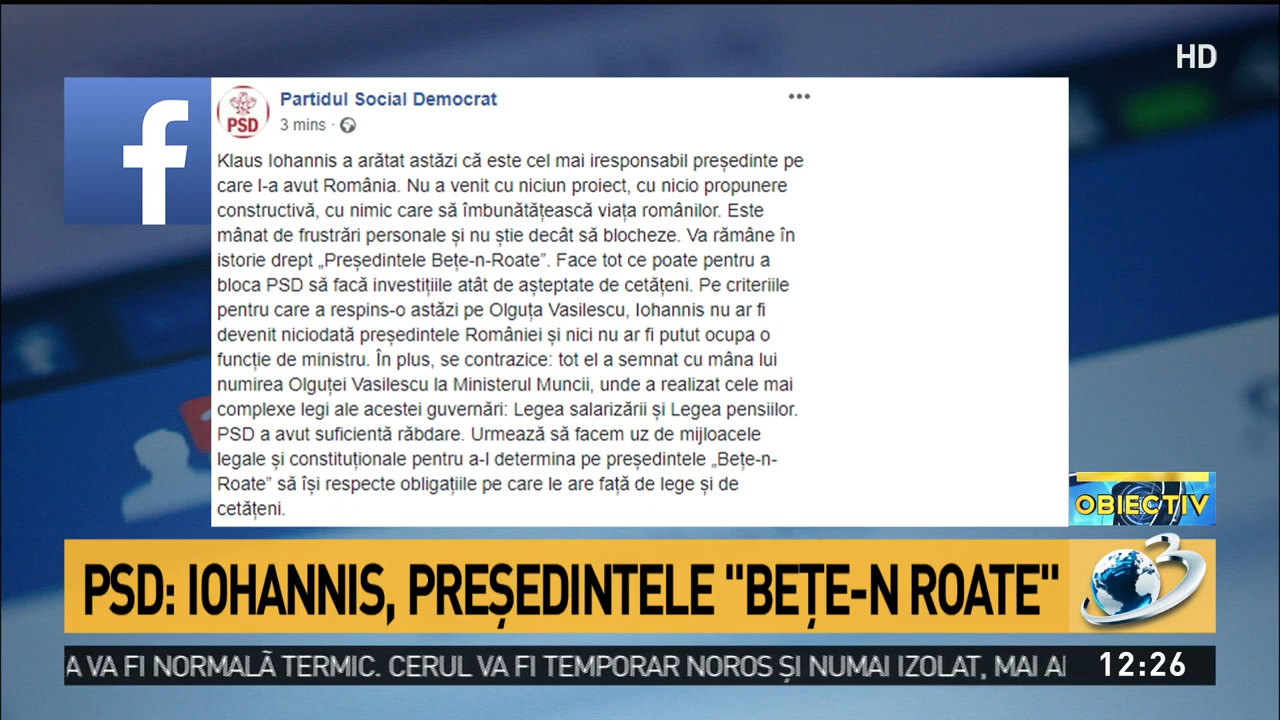 HD
Partidul Social Democrat
3 mins ·
PSD
Klaus Iohannis a arătat astăzi că este cel mai iresponsabil președinte pe
care l-a avut România. Nu a venit cu niciun proiect, cu nicio propunere
constructivă, cu nimic care să îmbunătățească viața românilor. Este
mânat de frustrări personale și nu știe decât să blocheze. Va rămâne în
istorie drept „Președintele Bețe-n-Roate”. Face tot ce poate pentru a
bloca PSD să facă investițiile atât de așteptate de cetățeni. Pe criteriile
pentru care a respins-o astăzi pe Olguța Vasilescu, Iohannis nu ar fi
devenit niciodată președintele României și nici nu ar fi putut ocupa o
funcție de ministru. În plus, se contrazice: tot el a semnat cu mâna lui
numirea Olguței Vasilescu la Ministerul Muncii, unde a realizat cele mai
complexe legi ale acestei guvernări: Legea salarizării și Legea pensiilor.
PSD a avut suficientă răbdare. Urmează să facem uz de mijloacele
legale și constituționale pentru a-l determina pe președintele „Bețe-n-
Roate” să își respecte obligațiile pe care le are față de lege și de
cetățeni.
OBIECTIV
PSD: IOHANNIS, PREȘEDINTELE "BEȚE-N ROATE"
3
A VA FI NORMALĂ TERMIC. CERUL VA FI TEMPORAR NOROS ȘI NUMAI IZOLAT, MAI
12:26